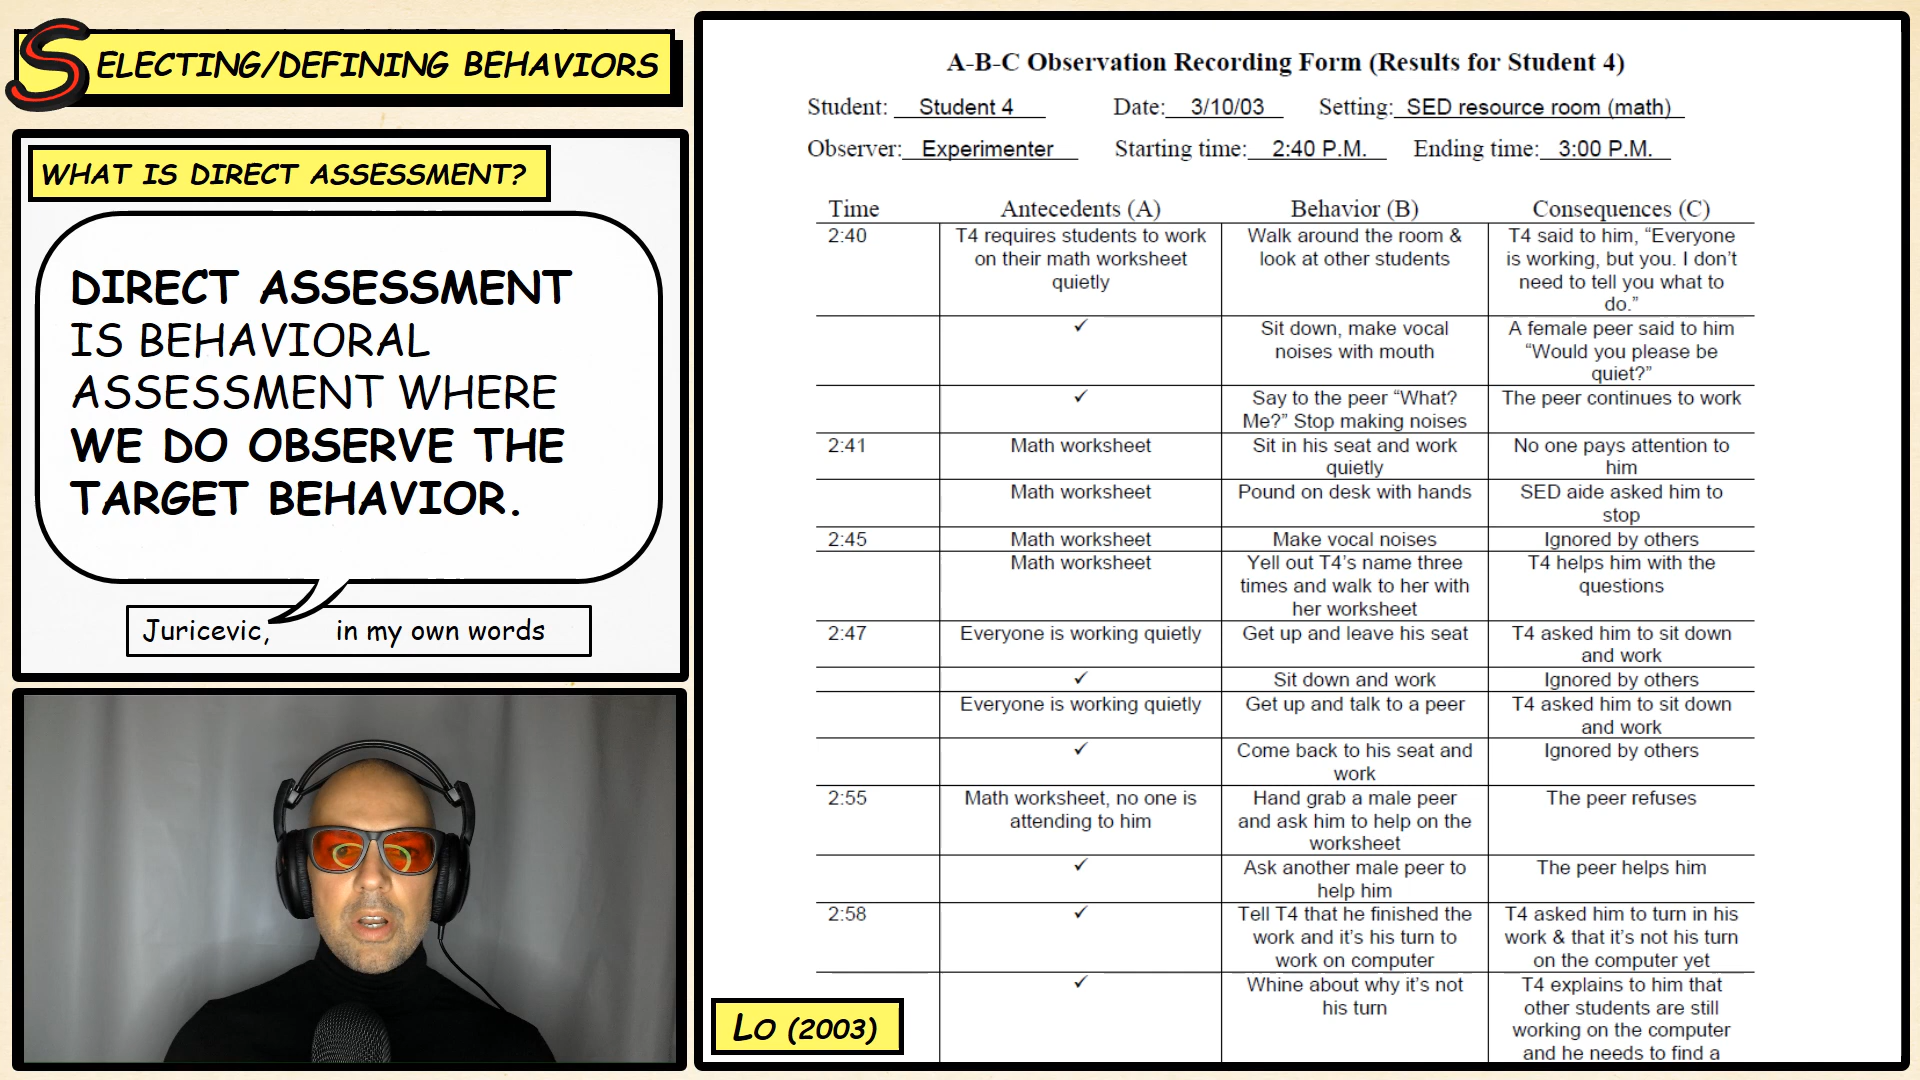 SELECTING/DEFINING BEHAVIORS
WHAT IS DIRECT ASSESSMENT?
DIRECT ASSESSMENT
IS BEHAVIORAL
ASSESSMENT WHERE
WE DO OBSERVE THE
TARGET BEHAVIOR.
Juricevic, in my own words
A-B-C Observation Recording Form (Results for Student 4)
Student: Student 4 Date: 3/10/03 Setting: SED resource room (math)
Observer: Experimenter Starting time: 2:40 P.M. Ending time: 3:00 P.M.
Time Antecedents (A) Behavior (B) Consequences (C)
2:40 T4 requires students to work Walk around the room & T4 said to him, “Everyone
on their math worksheet look at other students is working, but you. I don’t
quietly need to tell you what to
do.”
✓ Sit down, make vocal A female peer said to him
noises with mouth “Would you please be
quiet?”
✓ Say to the peer “What? The peer continues to work
Me?” Stop making noises
2:41 Math worksheet Sit in his seat and work No one pays attention to
quietly him
Math worksheet Pound on desk with hands SED aide asked him to
stop
2:45 Math worksheet Make vocal noises Ignored by others
Math worksheet Yell out T4’s name three T4 helps him with the
times and walk to her with questions
her worksheet
2:47 Everyone is working quietly Get up and leave his seat T4 asked him to sit down
and work
✓ Sit down and work Ignored by others
Everyone is working quietly Get up and talk to a peer T4 asked him to sit down
and work
✓ Come back to his seat and Ignored by others
work
2:55 Math worksheet, no one is Hand grab a male peer The peer refuses
attending to him and ask him to help on the
worksheet
✓ Ask another male peer to The peer helps him
help him
2:58 ✓ Tell T4 that he finished the T4 asked him to turn in his
work and it’s his turn to work & that it’s not his turn
work on computer on the computer yet
✓ Whine about why it’s not T4 explains to him that
his turn other students are still
working on the computer
and he needs to find a
LO (2003)